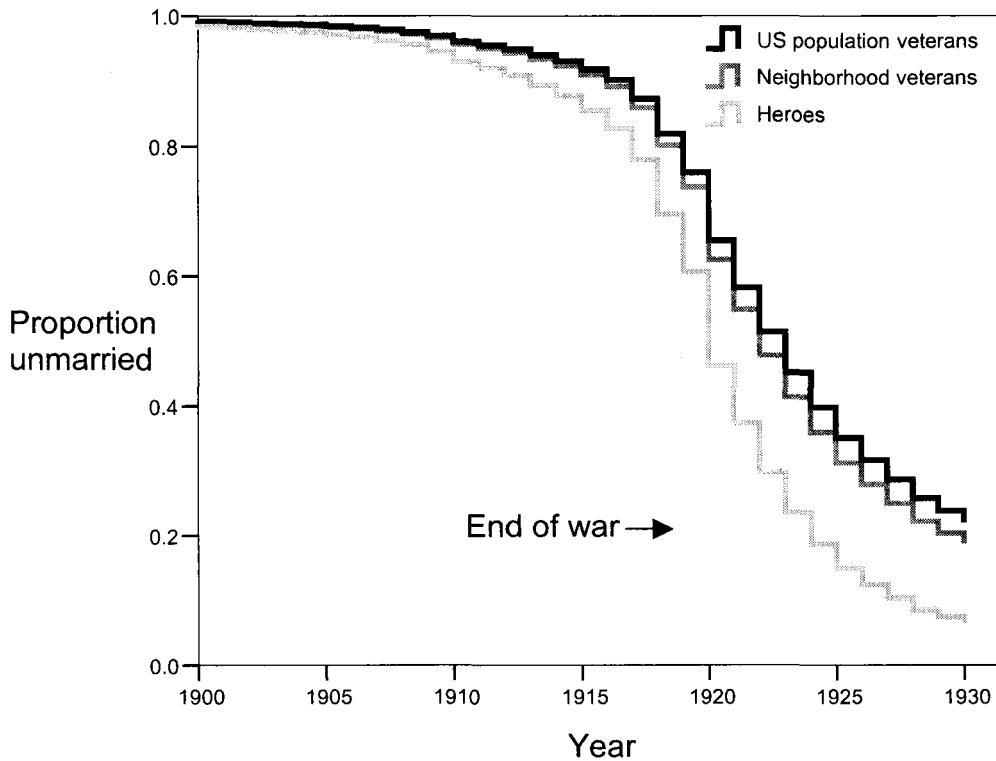 1.0
0.8
0.6
0.4
0.2
0.0
Proportion
unmarried
US population veterans
Neighborhood veterans
Heroes
End of war
1900
1905
1910
1915
1920
1925
1930
Year